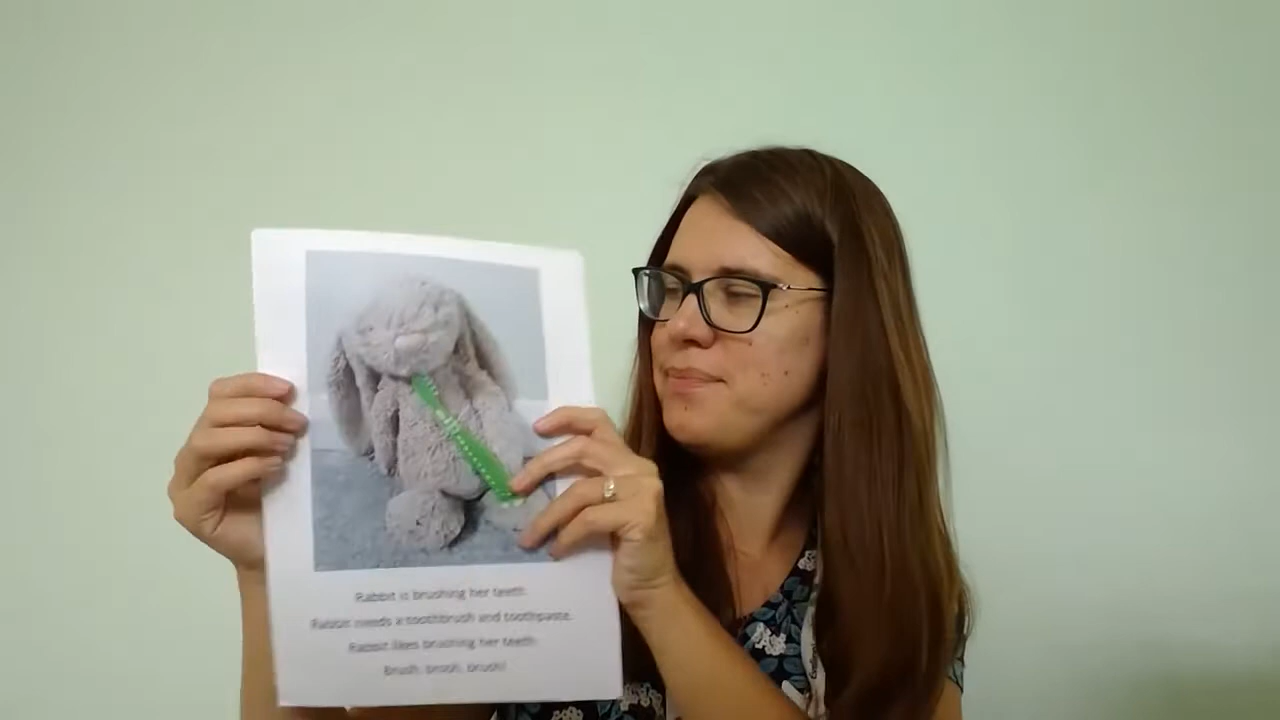 Rabbit is brushing her teeth.
Rabbit needs a toothbrush and toothpaste.
Rabbit likes brushing her teeth.
Brush, brush, brush!